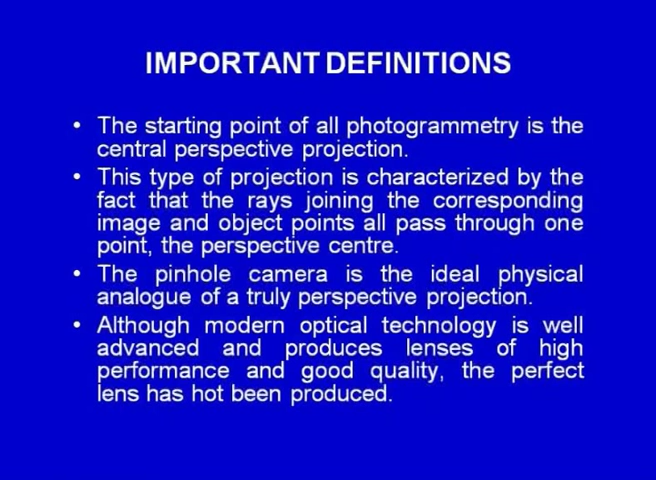 IMPORTANT DEFINITIONS
• The starting point of all photogrammetry is the
central perspective projection.
• This type of projection is characterized by the
fact that the rays joining the corresponding
image and object points all pass through one
point, the perspective centre.
• The pinhole camera is the ideal physical
analogue of a truly perspective projection.
• Although modern optical technology is well
advanced and produces lenses of high
performance and good quality, the perfect
lens has hot been produced.